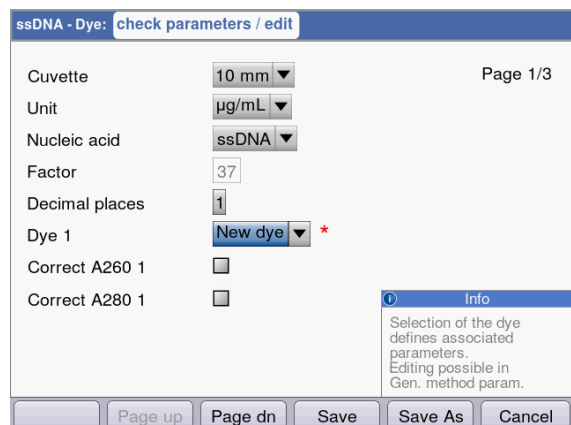 ssDNA - Dye: check parameters / edit
Cuvette 10 mm Page 1/3
Unit µg/mL
Nucleic acid ssDNA
Factor 37
Decimal places 1
Dye 1 New dye *
Correct A260 1
Correct A280 1
Info
Selection of the dye
defines associated
parameters.
Editing possible in
Gen. method param.
Page up Page dn Save Save As Cancel